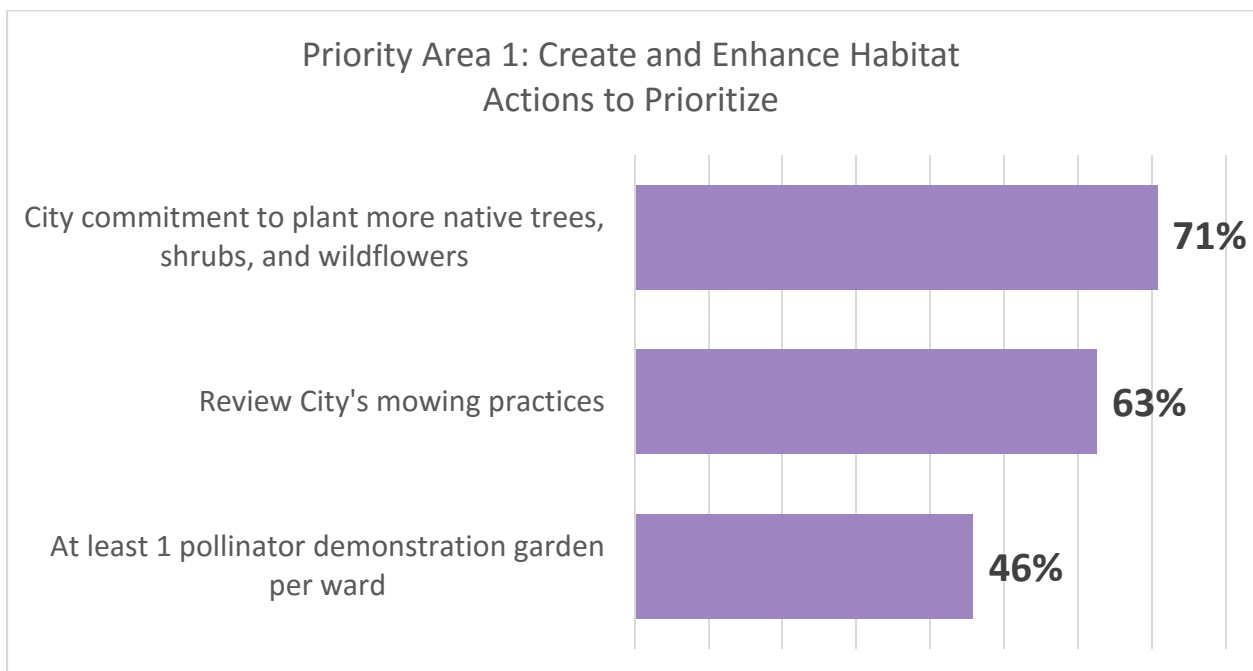 Priority Area 1: Create and Enhance Habitat
Actions to Prioritize
City commitment to plant more native trees,
shrubs, and wildflowers
71%
Review City's mowing practices
63%
At least 1 pollinator demonstration garden
per ward
46%